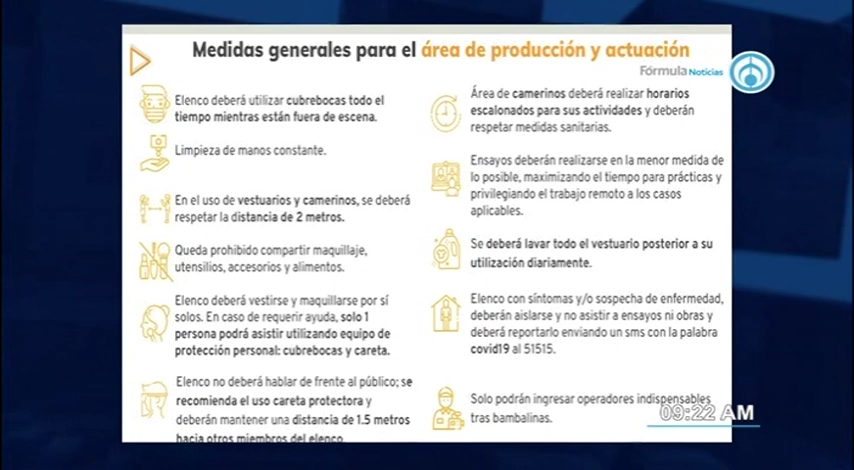 Medidas generales para el área de producción y actuación
Fórmula Noticias
Elenco deberá utilizar cubrebocas todo el
tiempo mientras están fuera de escena.
Limpieza de manos constante.
En el uso de vestuarios y camerinos, se deberá
respetar la distancia de 2 metros.
Queda prohibido compartir maquillaje,
utensilios, accesorios y alimentos.
Elenco deberá vestirse y maquillarse por sí
solos. En caso de requerir ayuda, solo 1
persona podrá asistir utilizando equipo de
protección personal: cubrebocas y careta.
Elenco no deberá hablar de frente al público; se
recomienda el uso careta protectora y
deberán mantener una distancia de 1.5 metros
hacia otros miembros del elenco.
Área de camerinos deberá realizar horarios
escalonados para sus actividades y deberán
respetar medidas sanitarias.
Ensayos deberán realizarse en la menor medida de
lo posible, maximizando el tiempo para prácticas y
privilegiando el trabajo remoto a los casos
aplicables.
Se deberá lavar todo el vestuario posterior a su
utilización diariamente.
Elenco con síntomas y/o sospecha de enfermedad,
deberán aislarse y no asistir a ensayos ni obras y
deberá reportarlo enviando un sms con la palabra
covid19 al 51515.
Solo podrán ingresar operadores indispensables
tras bambalinas.
09:22 AM